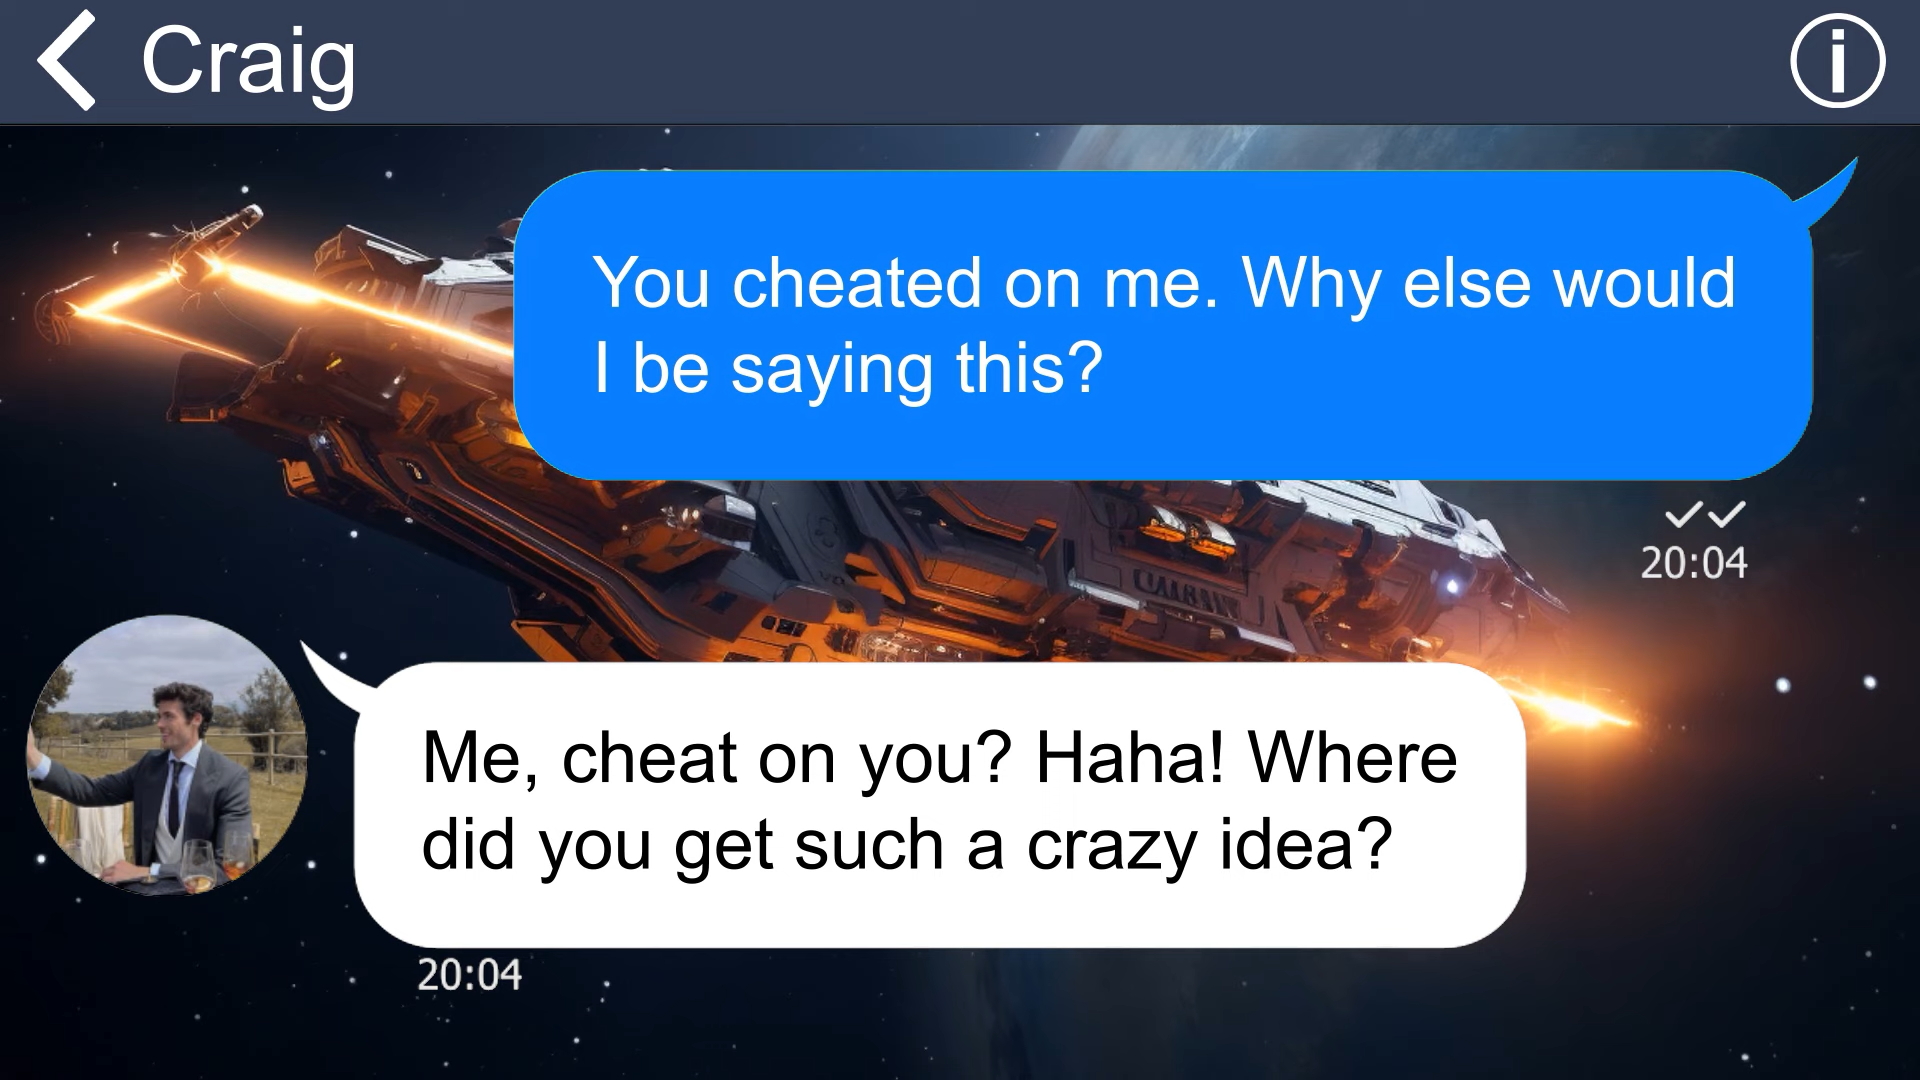 Craig
You cheated on me. Why else would
I be saying this?
20:04
Me, cheat on you? Haha! Where
did you get such a crazy idea?
20:04